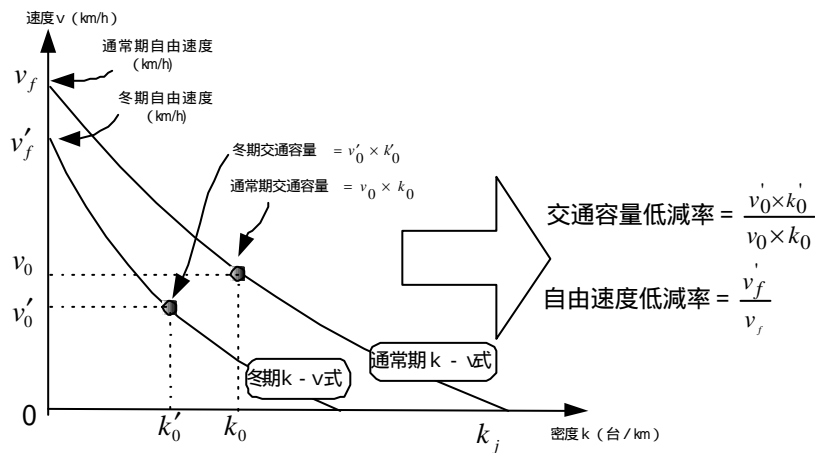 速度v（km/h）
通常期自由速度
（km/h）
v_f
冬期自由速度
（km/h）
v′_f
冬期交通容量 = v′_0 × k′_0
通常期交通容量 = v_0 × k_0
交通容量低減率 = v'_0×k'_0 / v_0×k_0
v_0
v′_0
自由速度低減率 = v'_f / v_f
通常期k - v式
冬期k - v式
0
k′_0
k_0
k_j
密度k（台/km）